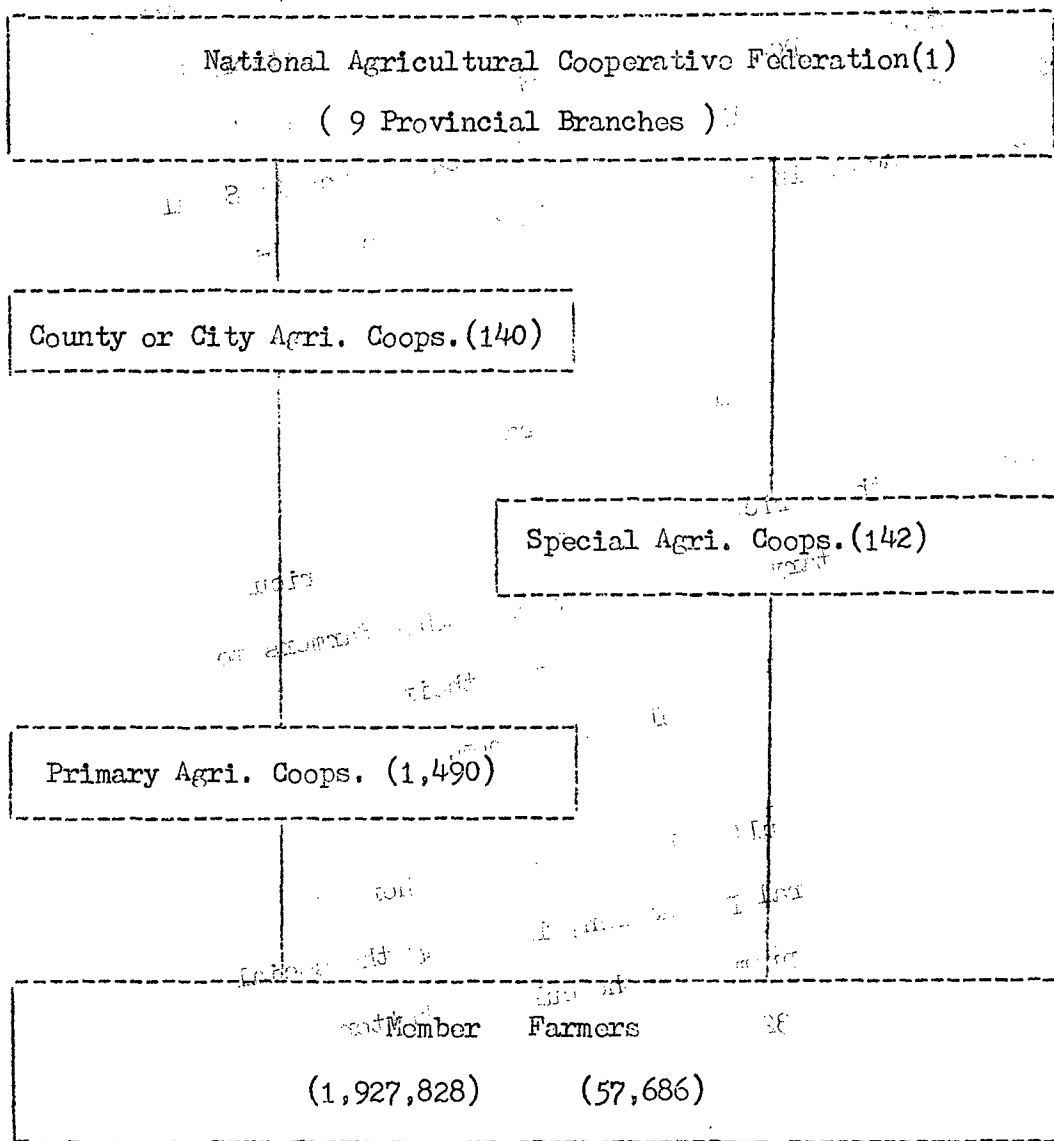 National Agricultural Cooperative Federation(1)
( 9 Provincial Branches )
County or City Agri. Coops.(140)
Special Agri. Coops.(142)
Primary Agri. Coops. (1,490)
Member Farmers
(1,927,828) (57,686)